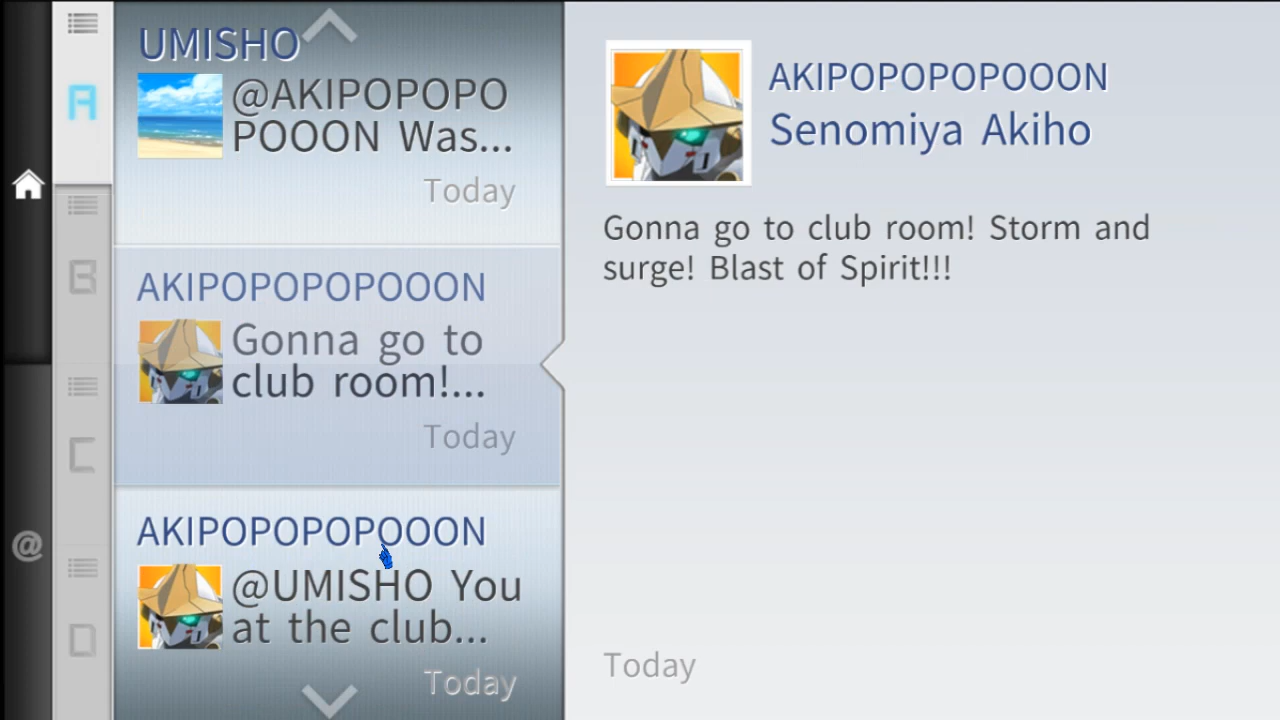 A
B
C
D
@
UMISHO
@AKIPOPOPO
POOON Was...
Today
AKIPOPOPOPOOON
Gonna go to
club room!...
Today
AKIPOPOPOPOOON
@UMISHO You
at the club...
Today
AKIPOPOPOPOOON
Senomiya Akiho
Gonna go to club room! Storm and
surge! Blast of Spirit!!!
Today